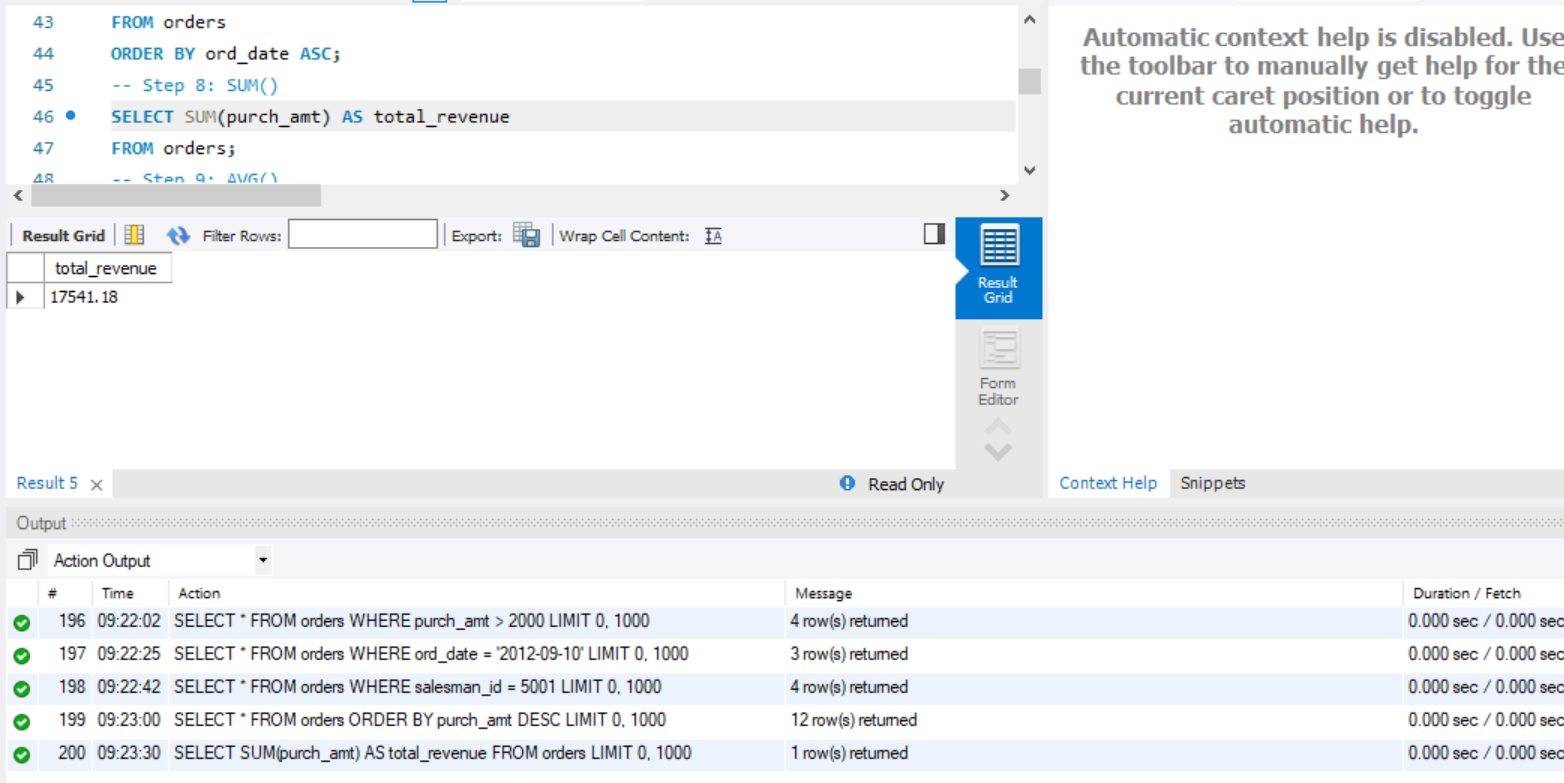 43 FROM orders
44 ORDER BY ord_date ASC;
45 -- Step 8: SUM()
46 SELECT SUM(purch_amt) AS total_revenue
47 FROM orders;
48 -- Step 9: AVG()
Automatic context help is disabled. Use
the toolbar to manually get help for the
current caret position or to toggle
automatic help.
Result Grid Filter Rows: Export: Wrap Cell Content: IA
total_revenue
17541.18
Result
Grid
Form
Editor
Result 5 × Read Only
Context Help Snippets
Output
Action Output
# Time Action Message Duration / Fetch
196 09:22:02 SELECT * FROM orders WHERE purch_amt > 2000 LIMIT 0, 1000 4 row(s) returned 0.000 sec / 0.000 sec
197 09:22:25 SELECT * FROM orders WHERE ord_date = '2012-09-10' LIMIT 0, 1000 3 row(s) returned 0.000 sec / 0.000 sec
198 09:22:42 SELECT * FROM orders WHERE salesman_id = 5001 LIMIT 0, 1000 4 row(s) returned 0.000 sec / 0.000 sec
199 09:23:00 SELECT * FROM orders ORDER BY purch_amt DESC LIMIT 0, 1000 12 row(s) returned 0.000 sec / 0.000 sec
200 09:23:30 SELECT SUM(purch_amt) AS total_revenue FROM orders LIMIT 0, 1000 1 row(s) returned 0.000 sec / 0.000 sec